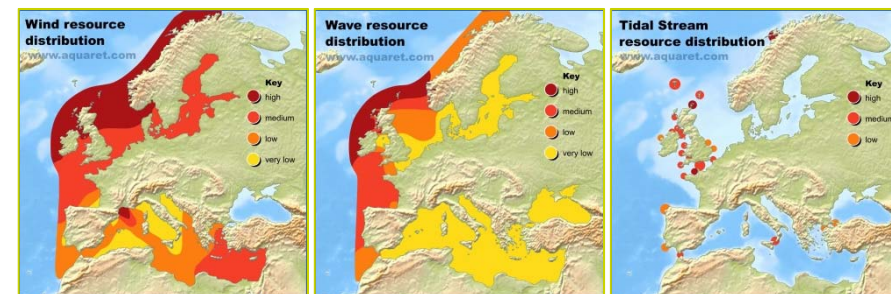 Wind resource
distribution
www.aquaret.com
Key
high
medium
low
very low
Wave resource
distribution
www.aquaret.com
Key
high
medium
low
very low
Tidal Stream
resource distribution
www.aquaret.com
Key
high
medium
low